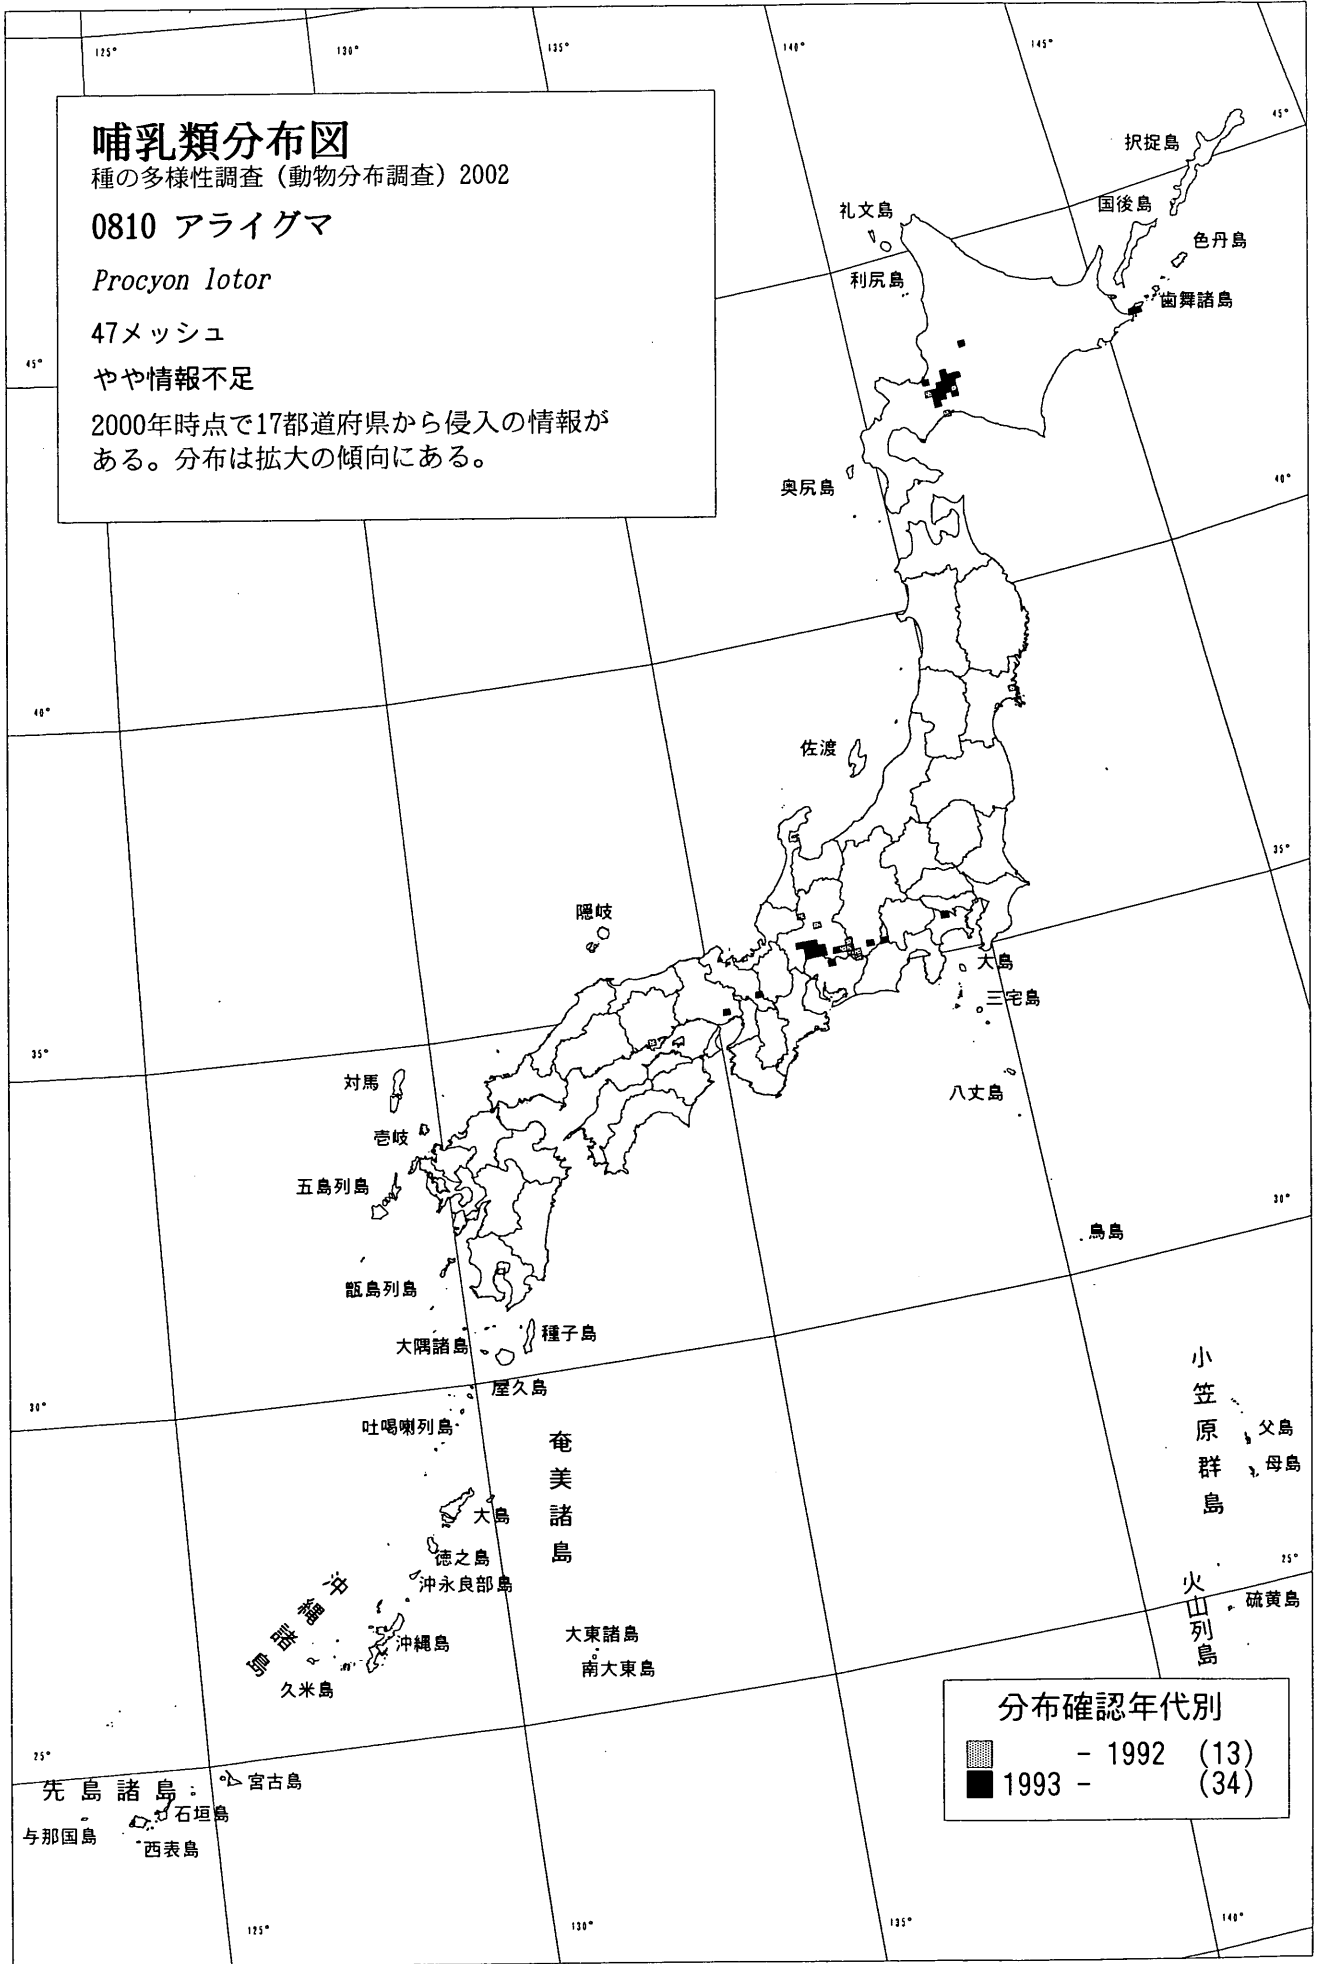 125°
130°
135°
140°
145°
哺乳類分布図
種の多様性調査（動物分布調査）2002
0810 アライグマ
Procyon lotor
47メッシュ
やや情報不足
2000年時点で17都道府県から侵入の情報が
ある。分布は拡大の傾向にある。
45°
択捉島
国後島
色丹島
歯舞諸島
礼文島
利尻島
45°
奥尻島
40°
40°
佐渡
35°
隠岐
大島
三宅島
八丈島
35°
対馬
壱岐
五島列島
甑島列島
30°
鳥島
大隅諸島
種子島
屋久島
30°
吐噶喇列島
奄美諸島
大島
徳之島
沖永良部島
沖縄諸島
沖縄島
久米島
大東諸島
南大東島
小笠原群島
父島
母島
25°
火山列島
硫黄島
25°
先島諸島
宮古島
石垣島
与那国島
西表島
分布確認年代別
- 1992 (13)
1993 - (34)
125°
130°
135°
140°